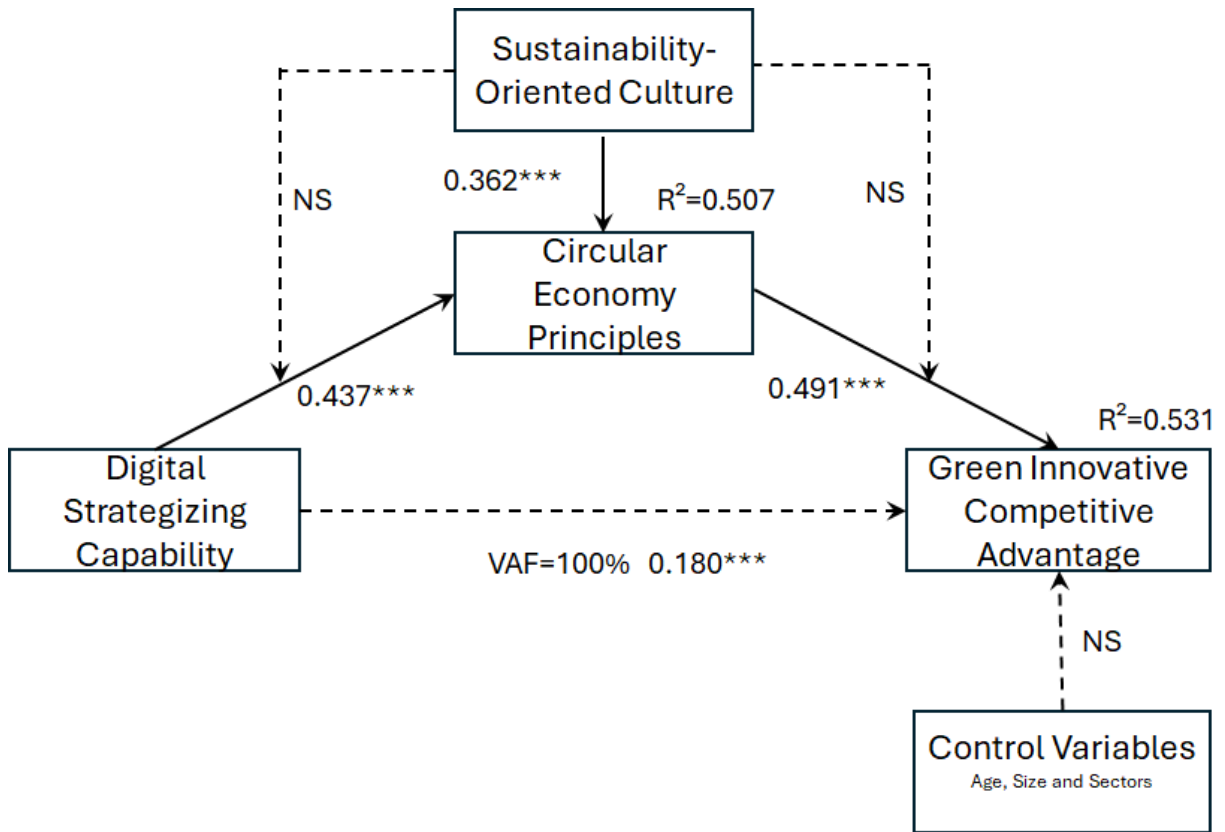 Sustainability-
Oriented Culture
NS
0.362***
R²=0.507
NS
Circular
Economy
Principles
0.437***
0.491***
R²=0.531
Digital
Strategizing
Capability
VAF=100% 0.180***
Green Innovative
Competitive
Advantage
NS
Control Variables
Age, Size and Sectors